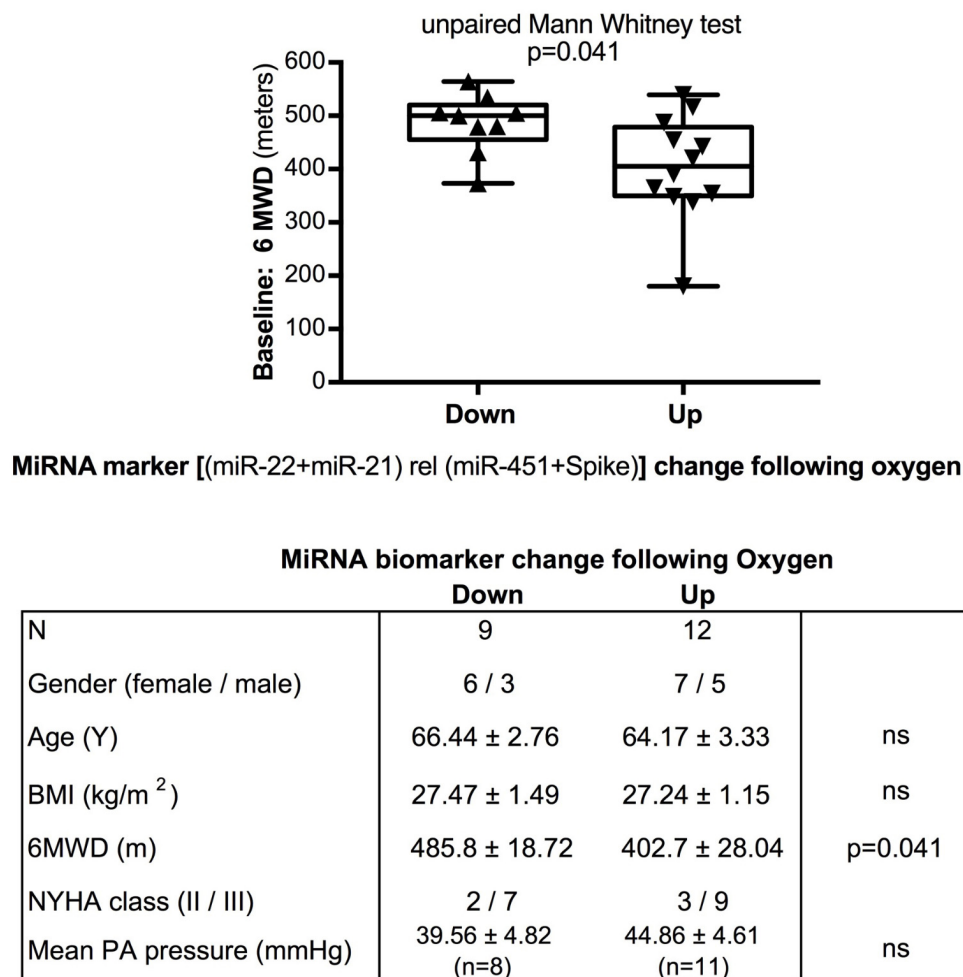 unpaired Mann Whitney test
p=0.041
Baseline: 6 MWD (meters)
600
500
400
300
200
100
0
Down Up
MiRNA marker [(miR-22+miR-21) rel (miR-451+Spike)] change following oxygen
MiRNA biomarker change following Oxygen
Down Up
N 9 12
Gender (female / male) 6 / 3 7 / 5
Age (Y) 66.44 ± 2.76 64.17 ± 3.33 ns
BMI (kg/m ²) 27.47 ± 1.49 27.24 ± 1.15 ns
6MWD (m) 485.8 ± 18.72 402.7 ± 28.04 p=0.041
NYHA class (II / III) 2 / 7 3 / 9
Mean PA pressure (mmHg) 39.56 ± 4.82 44.86 ± 4.61 ns
(n=8) (n=11)